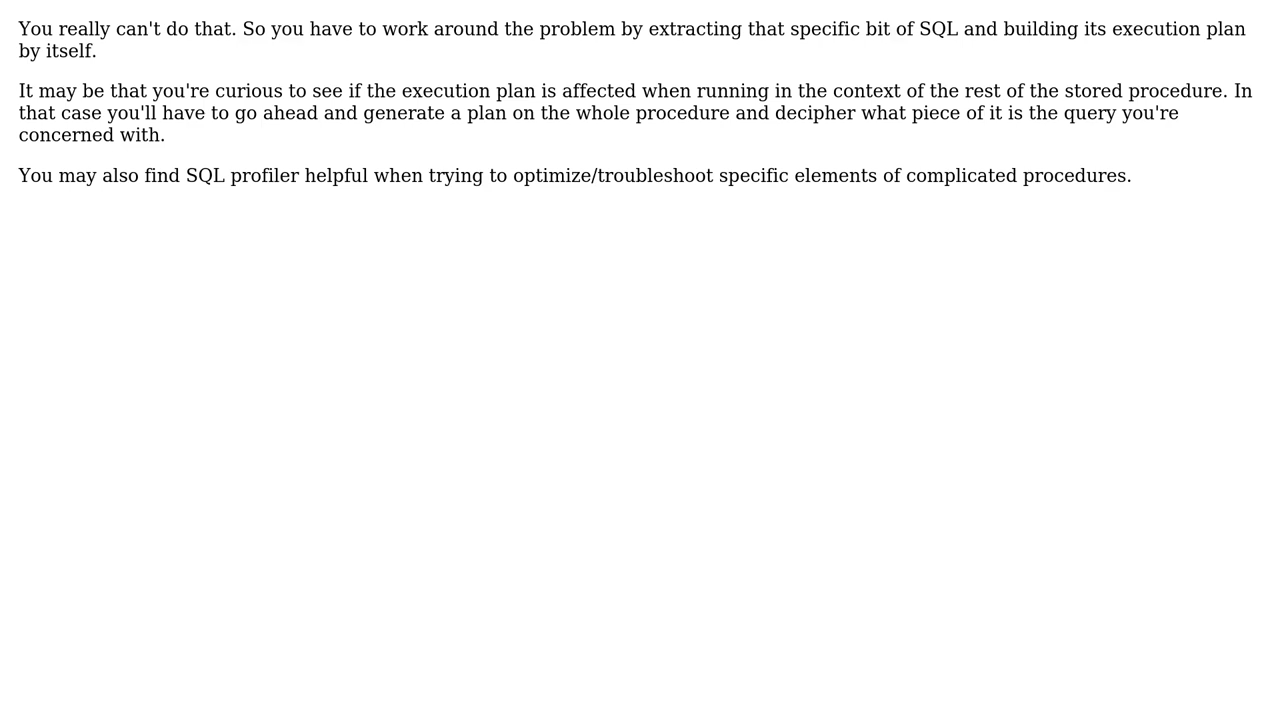 You really can't do that. So you have to work around the problem by extracting that specific bit of SQL and building its execution plan
by itself.
It may be that you're curious to see if the execution plan is affected when running in the context of the rest of the stored procedure. In
that case you'll have to go ahead and generate a plan on the whole procedure and decipher what piece of it is the query you're
concerned with.
You may also find SQL profiler helpful when trying to optimize/troubleshoot specific elements of complicated procedures.